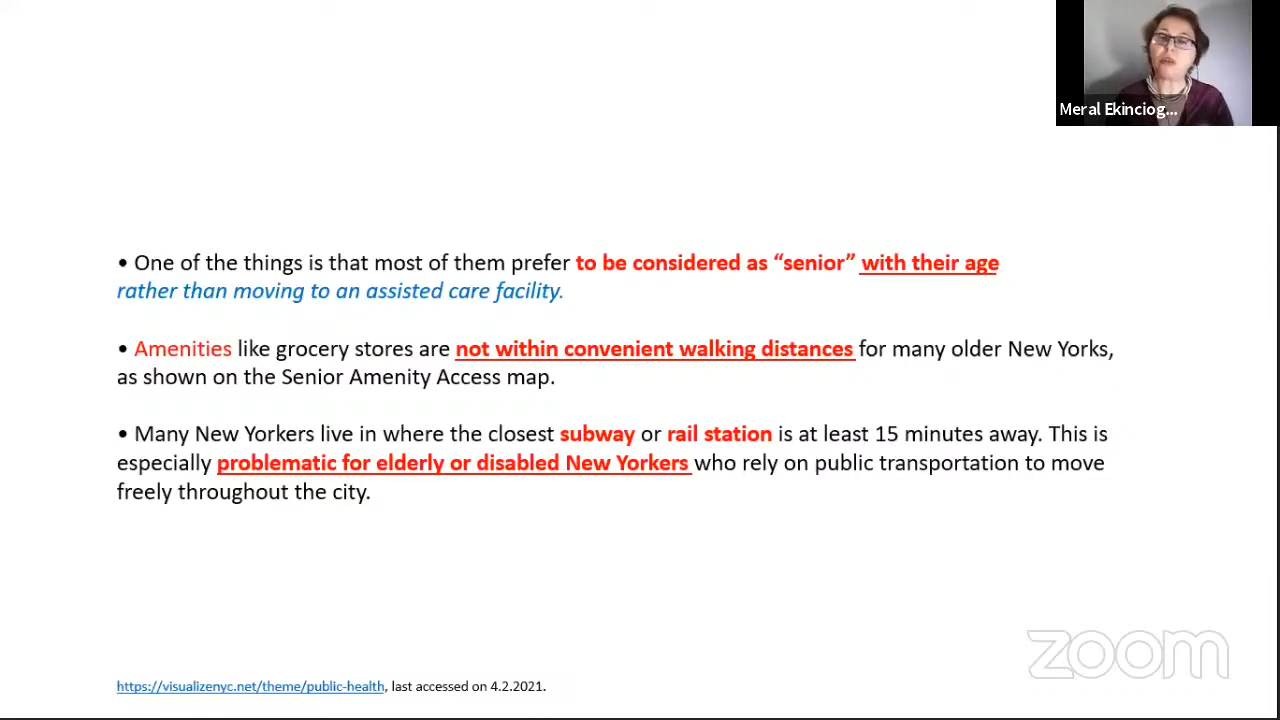 Meral Ekinciog...
• One of the things is that most of them prefer to be considered as “senior” with their age
rather than moving to an assisted care facility.
• Amenities like grocery stores are not within convenient walking distances for many older New Yorks,
as shown on the Senior Amenity Access map.
• Many New Yorkers live in where the closest subway or rail station is at least 15 minutes away. This is
especially problematic for elderly or disabled New Yorkers who rely on public transportation to move
freely throughout the city.
zoom
https://visualizenyc.net/theme/public-health, last accessed on 4.2.2021.